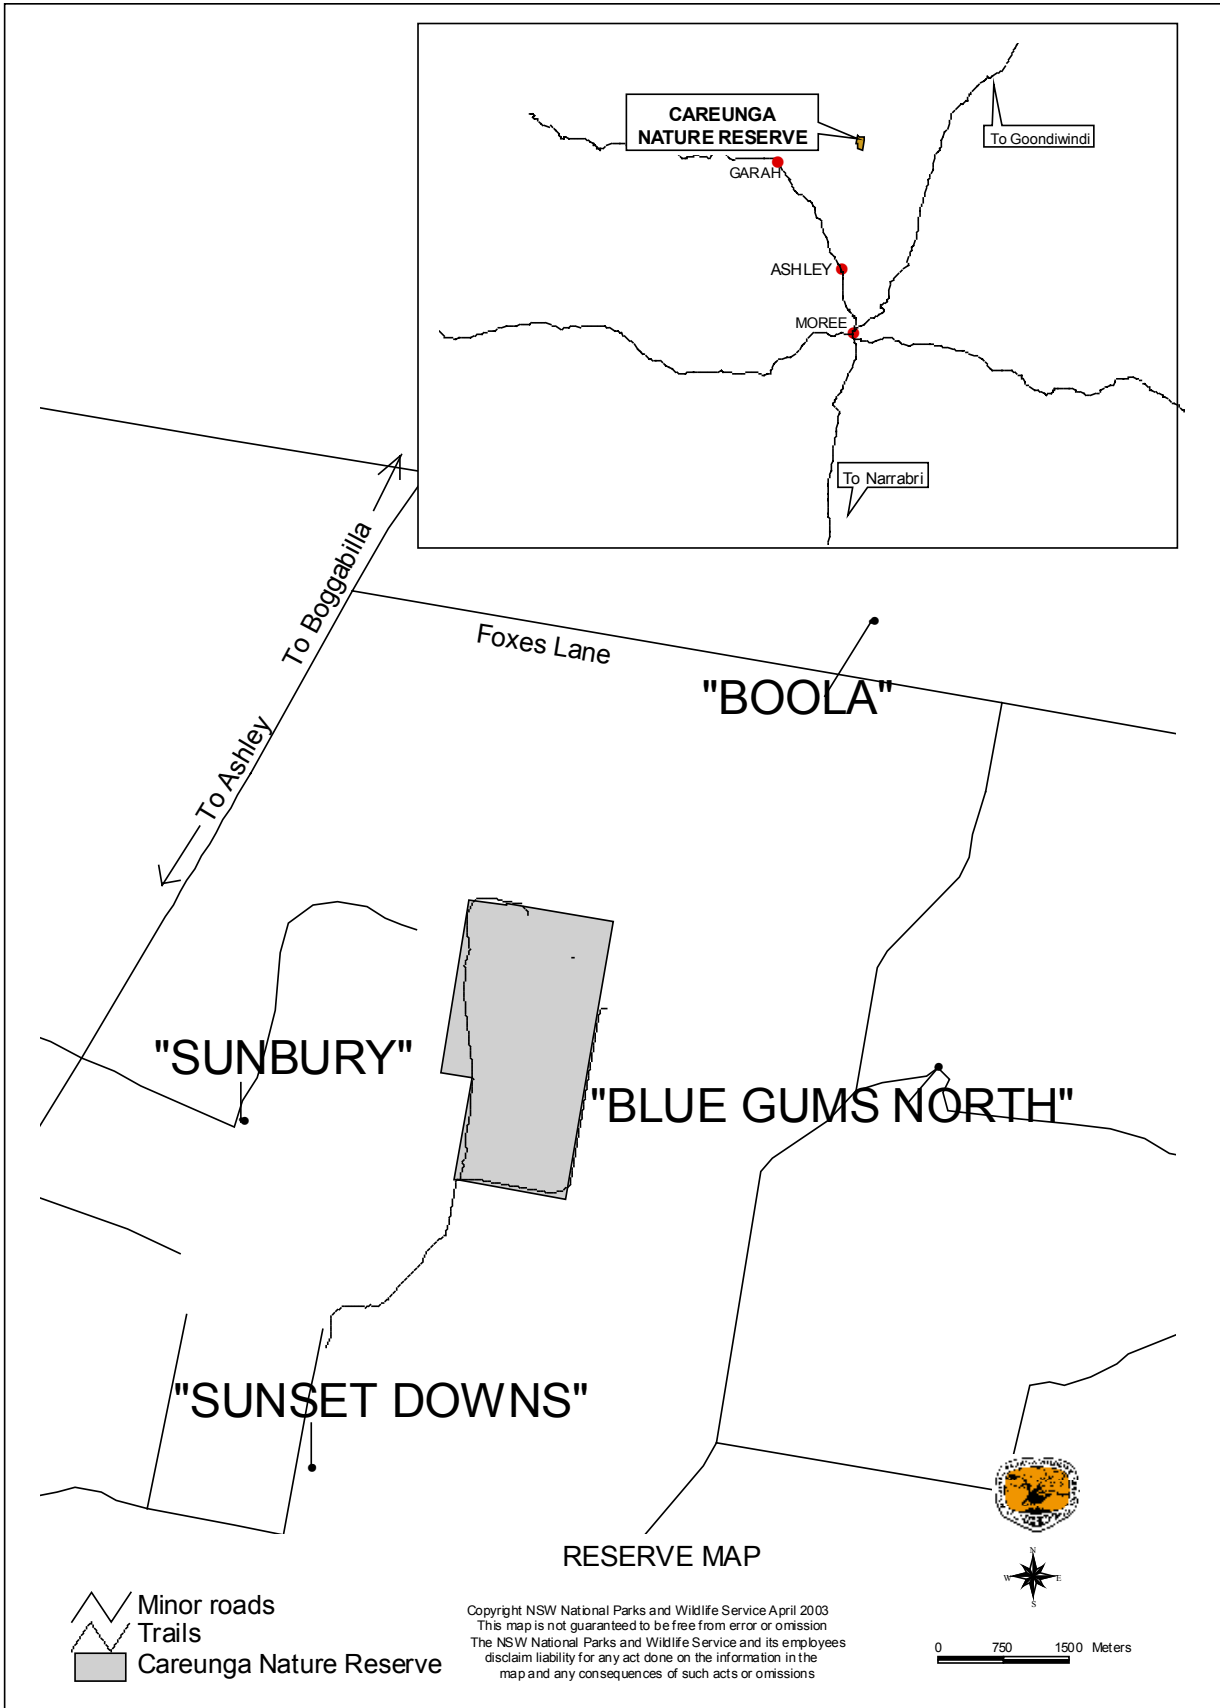 CAREUNGA
NATURE RESERVE
To Goondiwindi
GARAH
ASHLEY
MOREE
To Narrabri
To Boggabilla
Foxes Lane
"BOOLA"
To Ashley
"SUNBURY"
"BLUE GUMS NORTH"
"SUNSET DOWNS"
RESERVE MAP
N
W E
S
Minor roads
Trails
Careunga Nature Reserve
Copyright NSW National Parks and Wildlife Service April 2003
This map is not guaranteed to be free from error or omission
The NSW National Parks and Wildlife Service and its employees
disclaim liability for any act done on the information in the
map and any consequences of such acts or omissions
0 750 1500 Meters